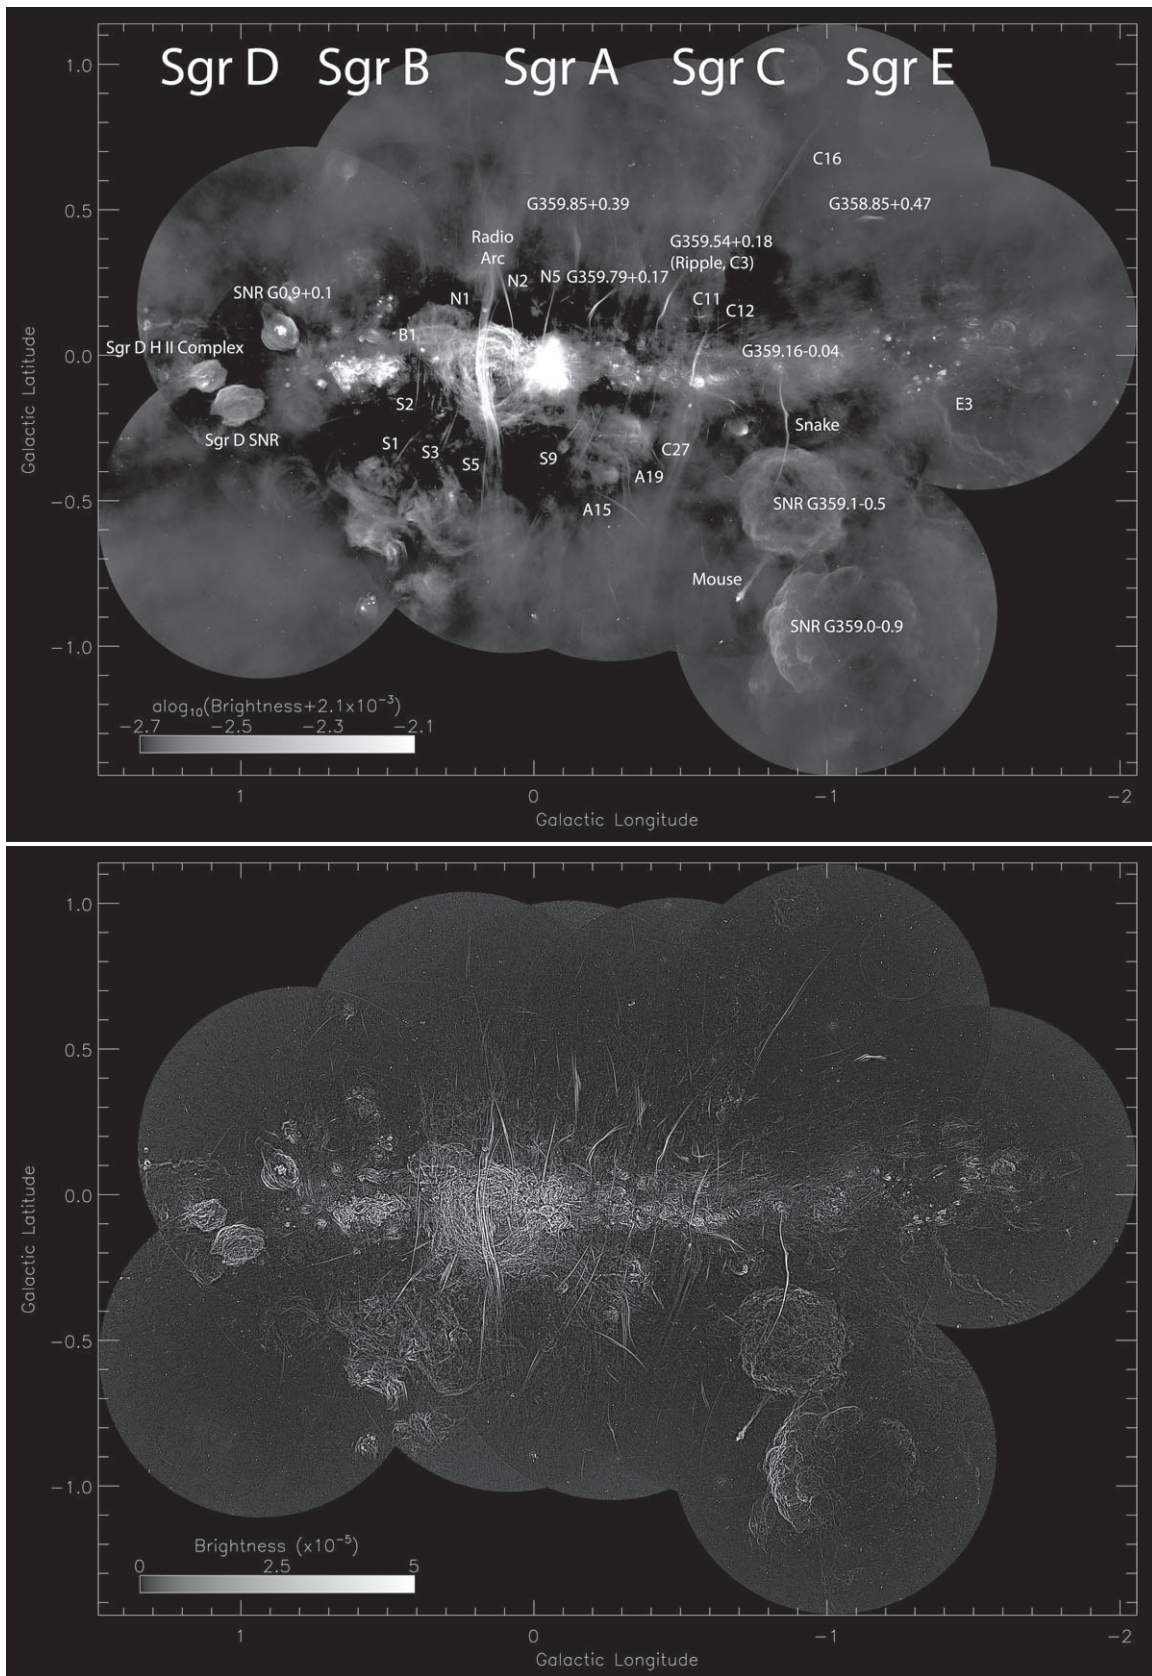 Sgr D Sgr B Sgr A Sgr C Sgr E
1.0
C16
0.5
G359.85+0.39
G358.85+0.47
Radio
Arc
G359.54+0.18
(Ripple, C3)
N2
N5
G359.79+0.17
SNR G0.9+0.1
N1
C11
C12
B1
Sgr D H II Complex
0.0
G359.16-0.04
S2
E3
Sgr D SNR
Snake
S1
S3
S5
S9
C27
A19
−0.5
A15
SNR G359.1-0.5
Mouse
SNR G359.0-0.9
−1.0
Galactic Latitude
alog10(Brightness+2.1x10−3)
−2.7 −2.5 −2.3 −2.1
1 0 −1 −2
Galactic Longitude
1.0
0.5
0.0
−0.5
−1.0
Galactic Latitude
Brightness (x10−5)
0 2.5 5
1 0 −1 −2
Galactic Longitude